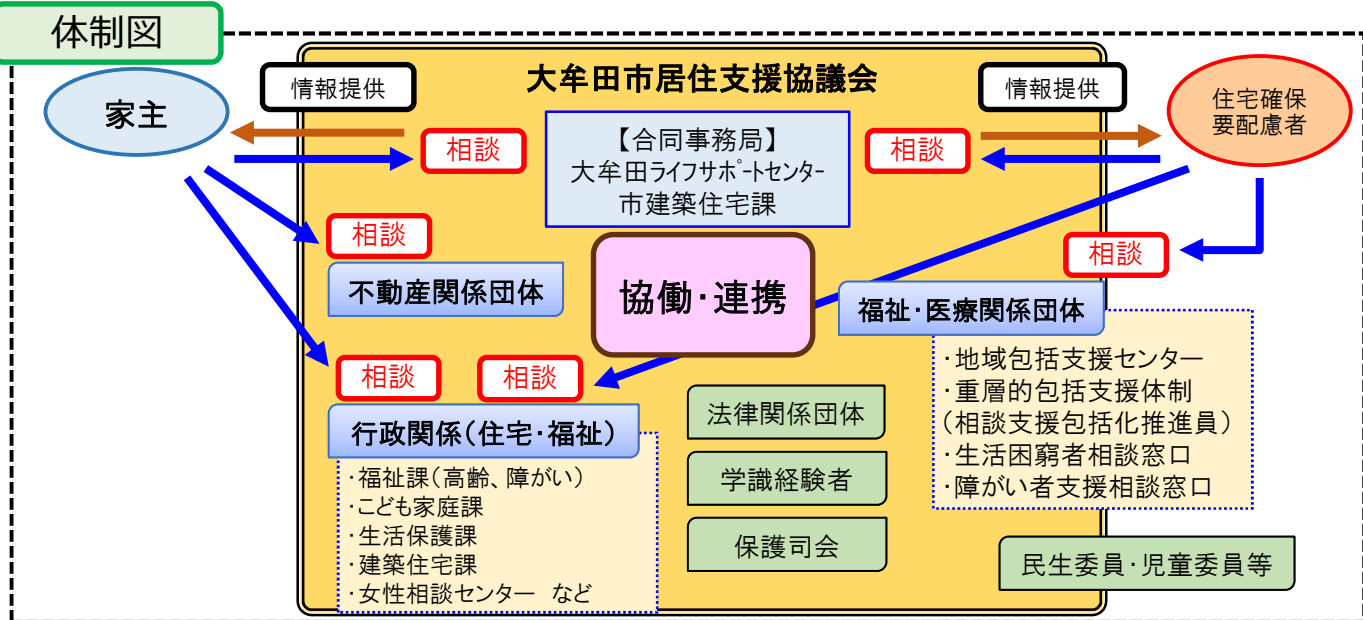 体制図
大牟田市居住支援協議会
家主
情報提供
相談
【合同事務局】
大牟田ライフサポートセンター
市建築住宅課
情報提供
相談
住宅確保
要配慮者
相談
不動産関係団体
協働・連携
相談
福祉・医療関係団体
・地域包括支援センター
・重層的包括支援体制
(相談支援包括化推進員)
・生活困窮者相談窓口
・障がい者支援相談窓口
相談
相談
行政関係(住宅・福祉)
・福祉課(高齢、障がい)
・こども家庭課
・生活保護課
・建築住宅課
・女性相談センター など
法律関係団体
学識経験者
保護司会
民生委員・児童委員等